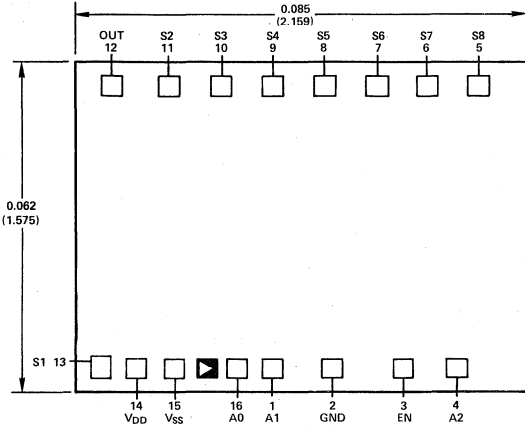 0.085
(2.159)
OUT S2 S3 S4 S5 S6 S7 S8
12 11 10 9 8 7 6 5
0.062
(1.575)
S1 13
14 15 16 1 2 3 4
VDD VSS A0 A1 GND EN A2